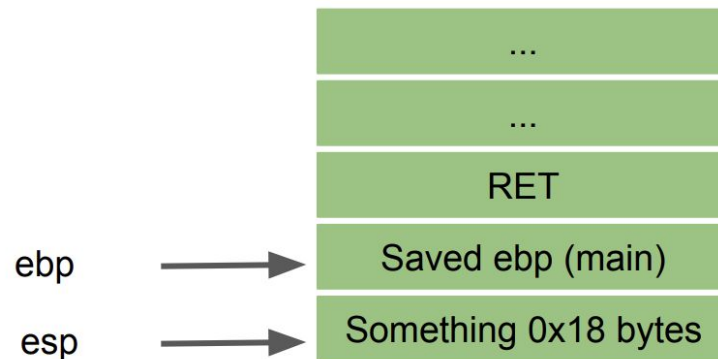 ...
...
RET
ebp
Saved ebp (main)
esp
Something 0x18 bytes